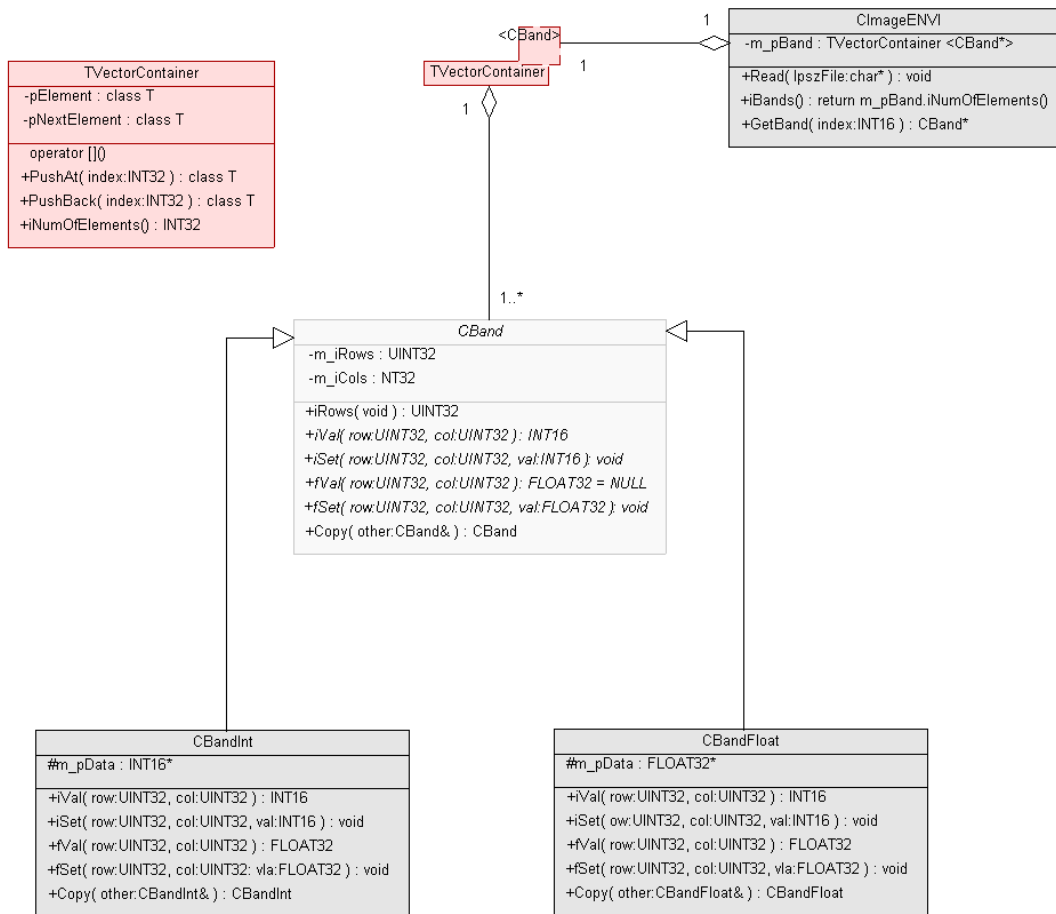 TVectorContainer
-pElement : class T
-pNextElement : class T
operator []()
+PushAt( index:INT32 ) : class T
+PushBack( index:INT32 ) : class T
+iNumOfElements() : INT32
<CBand>
TVectorContainer
1
1
1
CImageENVI
-m_pBand : TVectorContainer <CBand*>
+Read( lpszFile:char* ) : void
+iBands() : return m_pBand.iNumOfElements()
+GetBand( index:INT16 ) : CBand*
1..*
CBand
-m_iRows : UINT32
-m_iCols : NT32
+iRows( void ) : UINT32
+iVal( row:UINT32, col:UINT32 ) : INT16
+iSet( row:UINT32, col:UINT32, val:INT16 ): void
+fVal( row:UINT32, col:UINT32 ) : FLOAT32 = NULL
+fSet( row:UINT32, col:UINT32, val:FLOAT32 ): void
+Copy( other:CBand& ) : CBand
CBandInt
#m_pData : INT16*
+iVal( row:UINT32, col:UINT32 ) : INT16
+iSet( row:UINT32, col:UINT32, val:INT16 ) : void
+fVal( row:UINT32, col:UINT32 ) : FLOAT32
+fSet( row:UINT32, col:UINT32: vla:FLOAT32 ) : void
+Copy( other:CBandInt& ) : CBandInt
CBandFloat
#m_pData : FLOAT32*
+iVal( row:UINT32, col:UINT32 ) : INT16
+iSet( ow:UINT32, col:UINT32, val:INT16 ) : void
+fVal( row:UINT32, col:UINT32 ) : FLOAT32
+fSet( row:UINT32, col:UINT32, vla:FLOAT32 ) : void
+Copy( other:CBandFloat& ) : CBandFloat